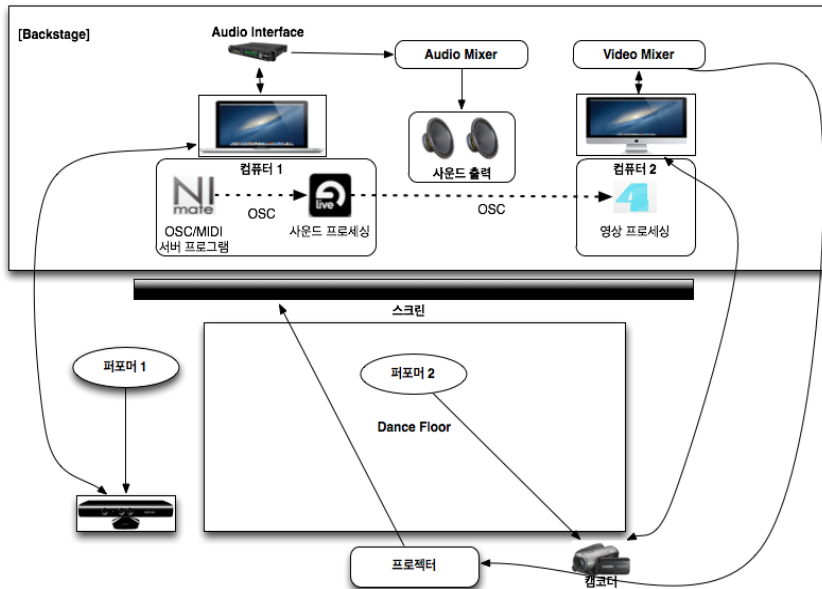 [Backstage]
Audio Interface
Audio Mixer
Video Mixer
컴퓨터 1
사운드 출력
컴퓨터 2
NI
mate
live
OSC
OSC
OSC/MIDI
서버 프로그램
사운드 프로세싱
영상 프로세싱
스크린
퍼포머 1
퍼포머 2
Dance Floor
프로젝터
캠코더